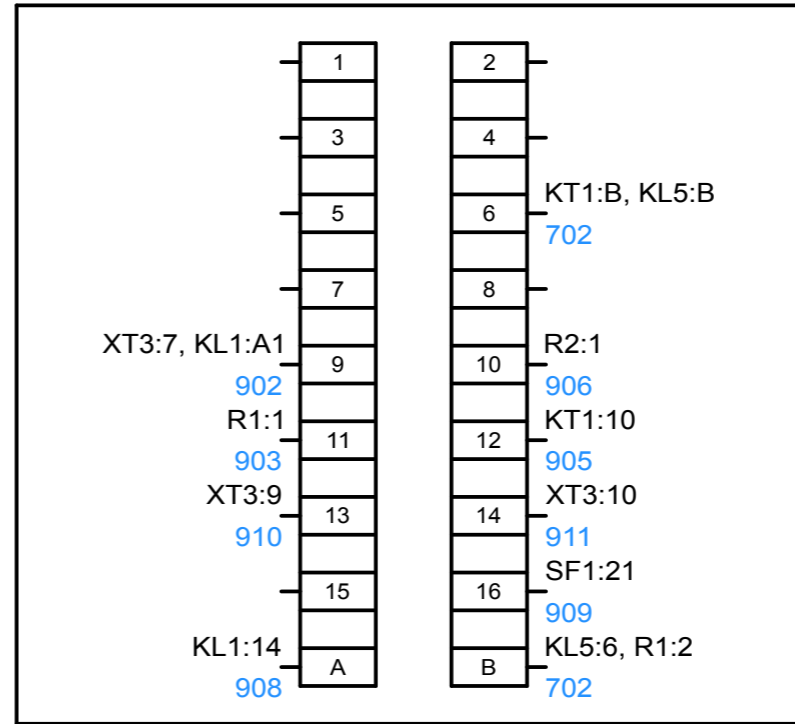 1 2
3 4
KT1:B, KL5:B
5 6
702
7 8
XT3:7, KL1:A1 R2:1
9 10
902 906
R1:1 KT1:10
11 12
903 905
XT3:9 XT3:10
13 14
910 911
SF1:21
15 16
909
KL1:14 KL5:6, R1:2
A B
908 702